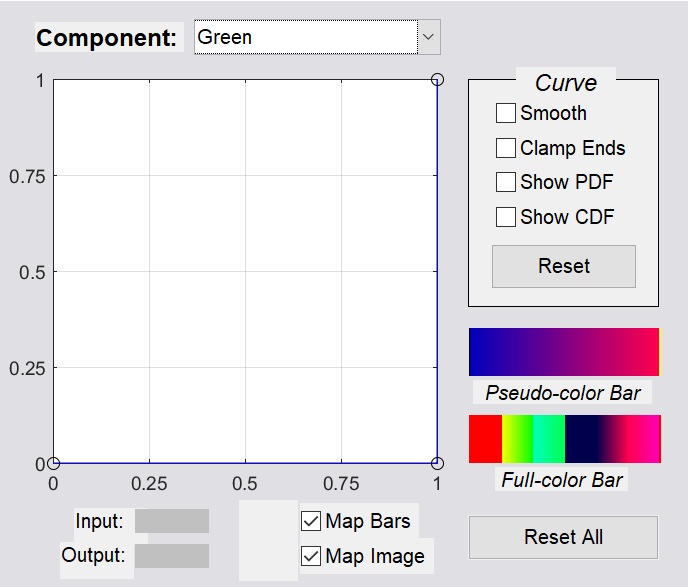 Component: Green
Curve
Smooth
Clamp Ends
Show PDF
Show CDF
Reset
1
0.75
0.5
0.25
0
0 0.25 0.5 0.75 1
Pseudo-color Bar
Full-color Bar
Input:
Output:
Map Bars
Map Image
Reset All